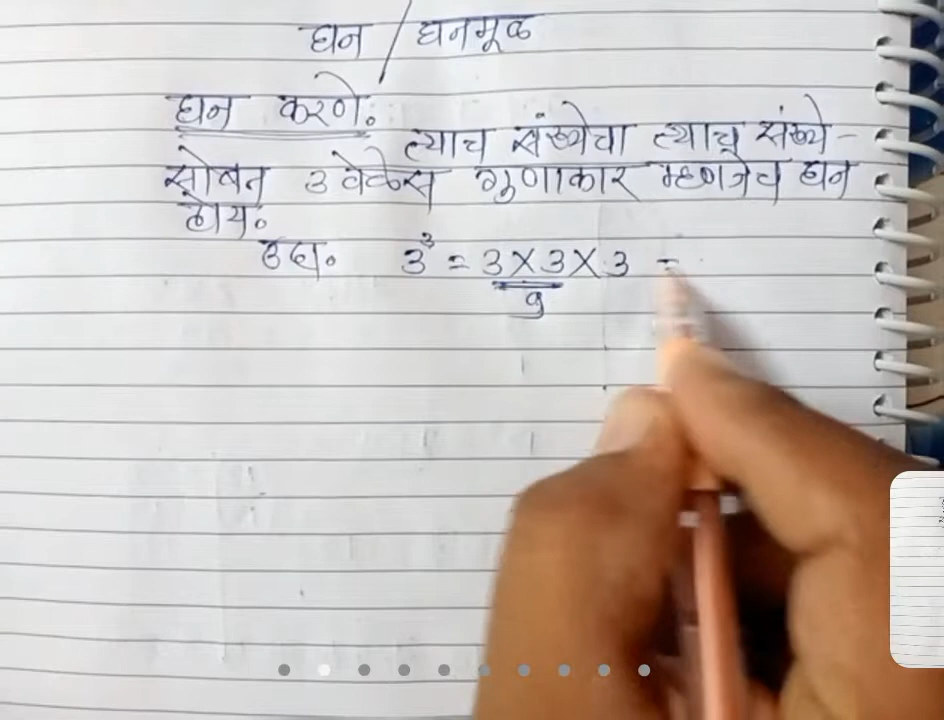 घन / घनमूळ
घन करणे:
त्याच संख्येचा त्याच संख्ये-
सोबत 3 वेळेस गुणाकार म्हणजेच घन
होय.
उदा. 3³ = 3 × 3 × 3 =
9